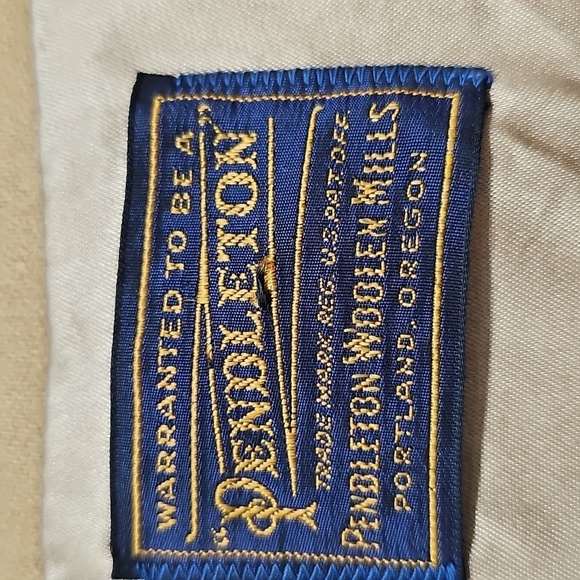 WARRANTED TO BE A
"PENDLETON"
TRADE MARK REG. U.S. PAT. OFF.
PENDLETON WOOLEN MILLS
PORTLAND, OREGON